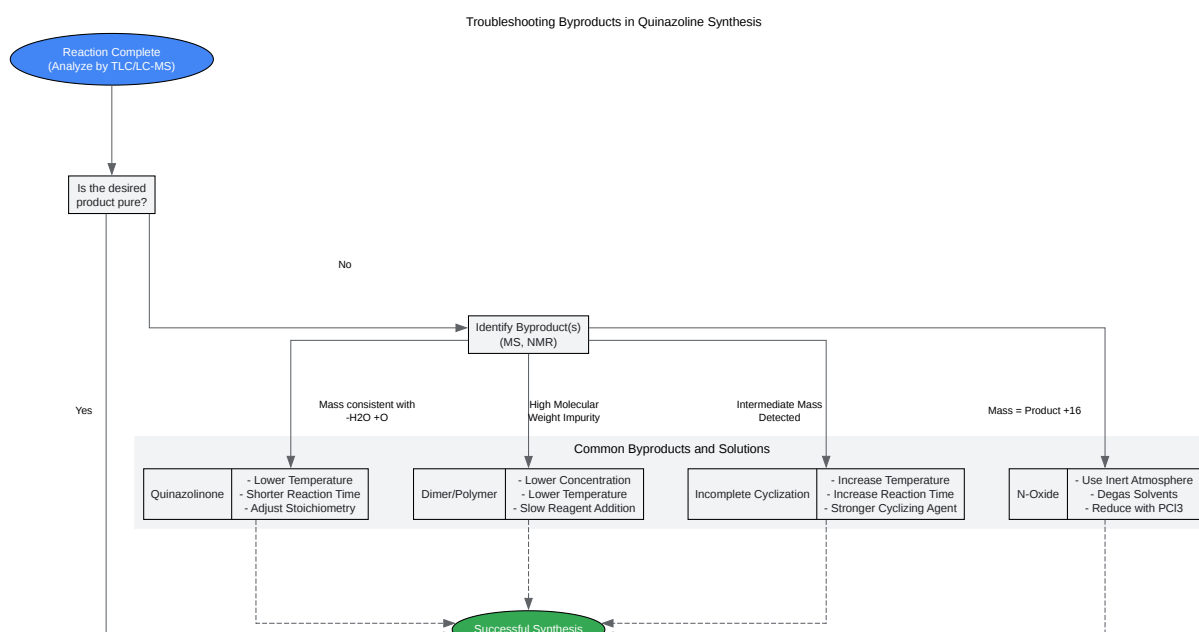 Troubleshooting Byproducts in Quinazoline Synthesis
Reaction Complete
(Analyze by TLC/LC-MS)
Is the desired
product pure?
No
Identify Byproduct(s)
(MS, NMR)
Yes
Mass consistent with
-H2O +O
High Molecular
Weight Impurity
Intermediate Mass
Detected
Mass = Product +16
Common Byproducts and Solutions
Quinazolinone
- Lower Temperature
- Shorter Reaction Time
- Adjust Stoichiometry
Dimer/Polymer
- Lower Concentration
- Lower Temperature
- Slow Reagent Addition
Incomplete Cyclization
- Increase Temperature
- Increase Reaction Time
- Stronger Cyclizing Agent
N-Oxide
- Use Inert Atmosphere
- Degas Solvents
- Reduce with PCl3
Successful Synthesis